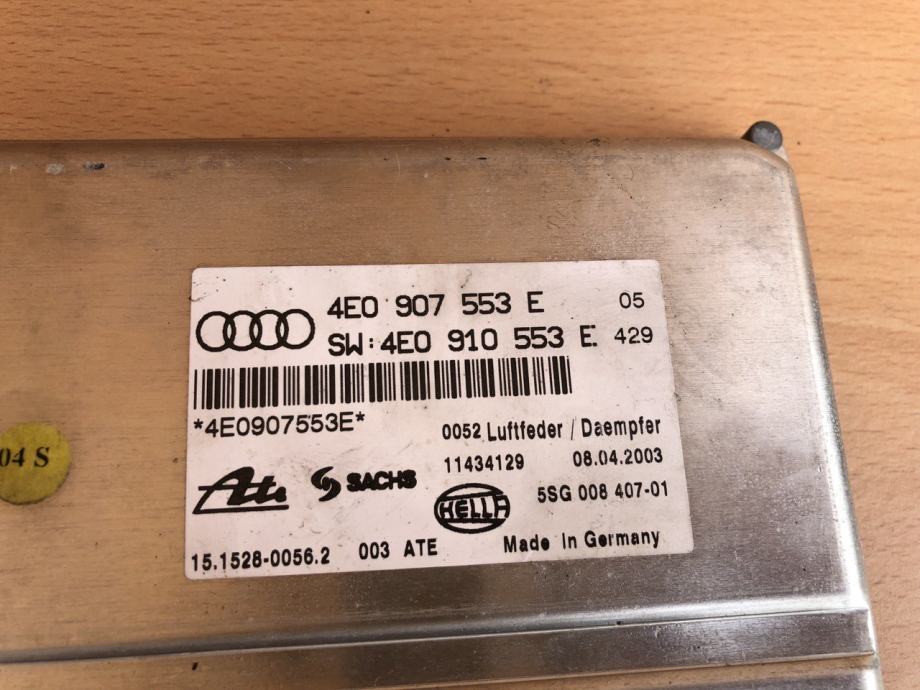 4E0 907 553 E 05
SW:4E0 910 553 E 429
*4E0907553E*
0052 Luftfeder / Daempfer
11434129 08.04.2003
Ate SACHS HELLA 5SG 008 407-01
15.1528-0056.2 003 ATE Made in Germany
04 S